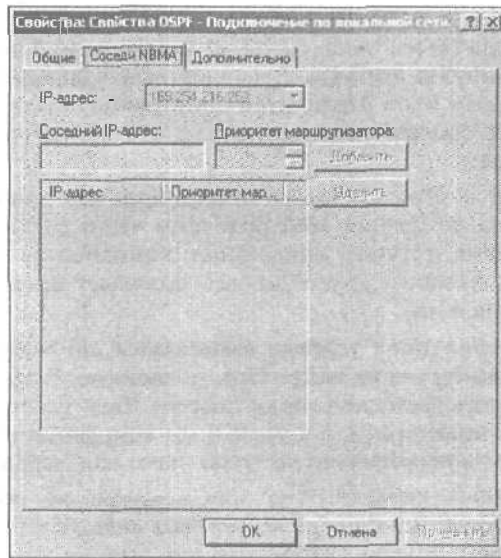 Свойства: Свойства OSPF - Подключение по локальной сети
Общие Соседи NBMA Дополнительно
IP-адрес: 169.254.216.252
Соседний IP-адрес: Приоритет маршрутизатора:
Добавить
IP-адрес Приоритет мар... Удалить
OK Отмена Применить